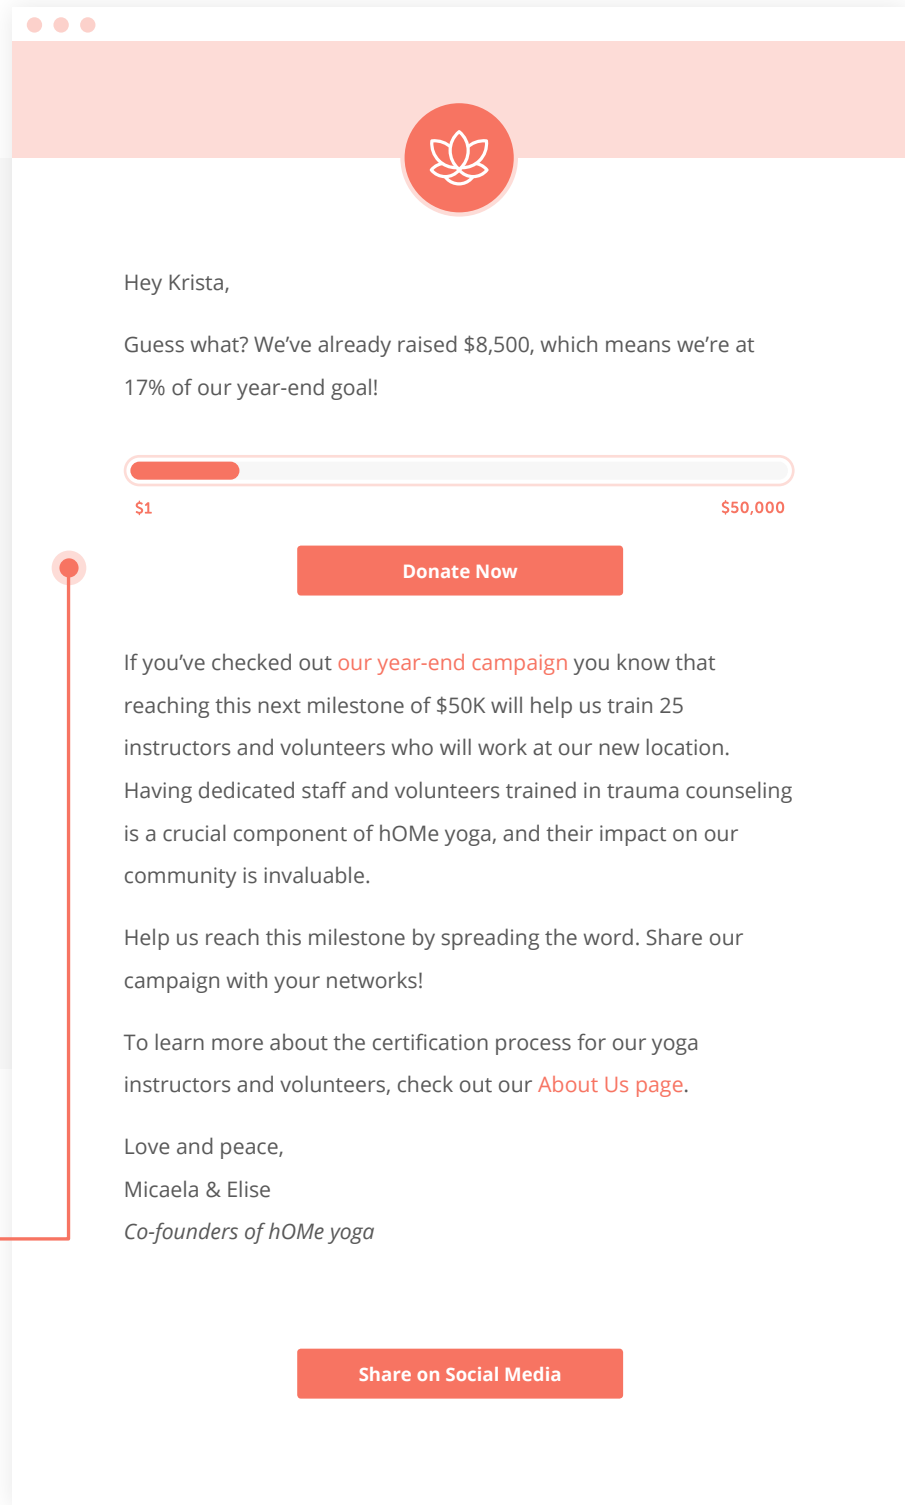 Hey Krista,
Guess what? We’ve already raised $8,500, which means we’re at
17% of our year-end goal!
$1
$50,000
Donate Now
If you’ve checked out our year-end campaign you know that
reaching this next milestone of $50K will help us train 25
instructors and volunteers who will work at our new location.
Having dedicated staff and volunteers trained in trauma counseling
is a crucial component of hOMe yoga, and their impact on our
community is invaluable.
Help us reach this milestone by spreading the word. Share our
campaign with your networks!
To learn more about the certification process for our yoga
instructors and volunteers, check out our About Us page.
Love and peace,
Micaela & Elise
Co-founders of hOMe yoga
Share on Social Media